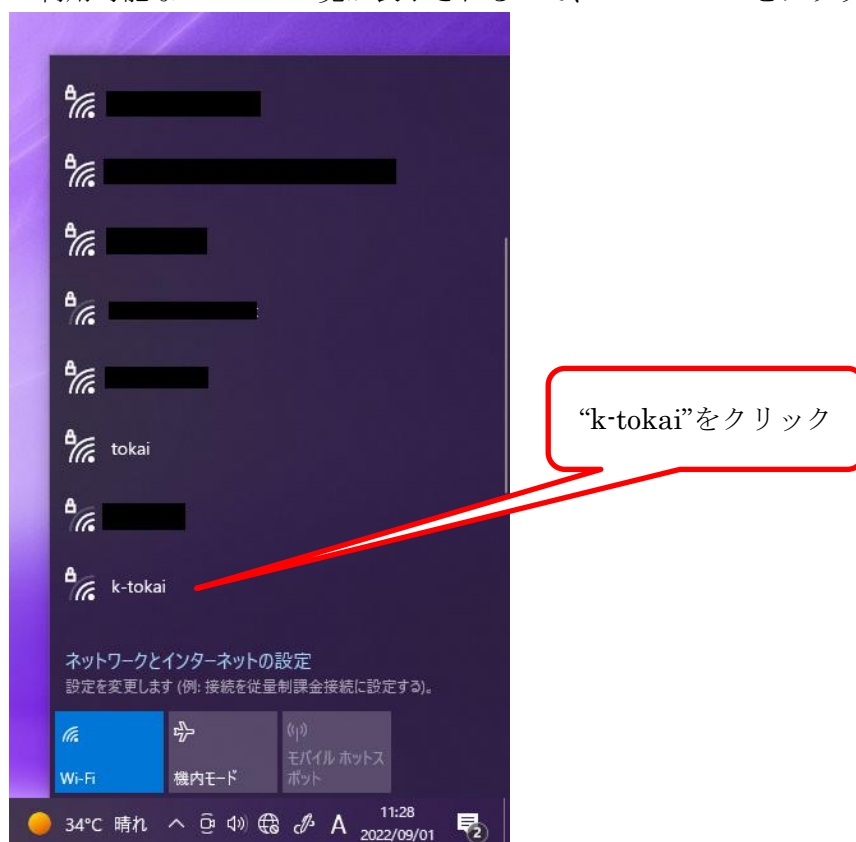 tokai
k-tokai
“k-tokai”をクリック
ネットワークとインターネットの設定
設定を変更します (例: 接続を従量制課金接続に設定する)。
Wi-Fi
機内モード
モバイル ホットス
ポット
34°C 晴れ
A
11:28
2022/09/01
2